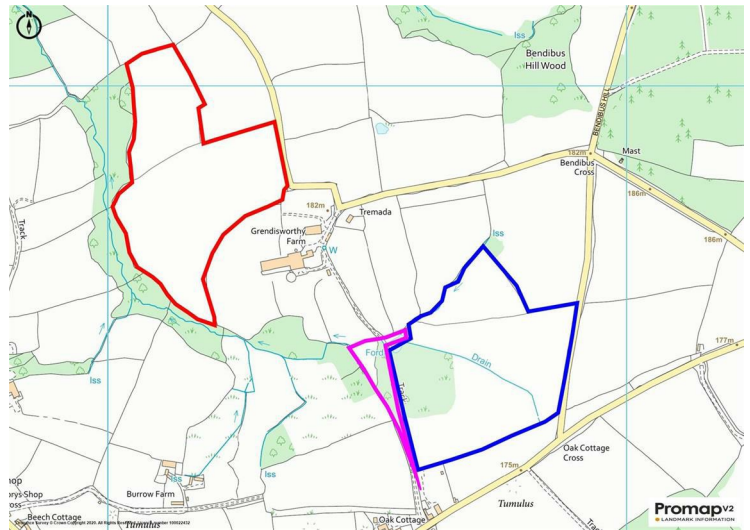 N
Iss
Bendibus
Hill Wood
BENDIBUS HILL
182m
Mast
Bendibus
Cross
186m
182m
Tremada
Track
Grendisworthy
Farm
W
Iss
186m
177m
Ford
Drain
Track
Iss
Iss
Oak Cottage
Cross
175m
Iss
Burrow Farm
Tumulus
Beech Cottage
Tumulus
Oak Cottage
Promap V2
LANDMARK INFORMATION